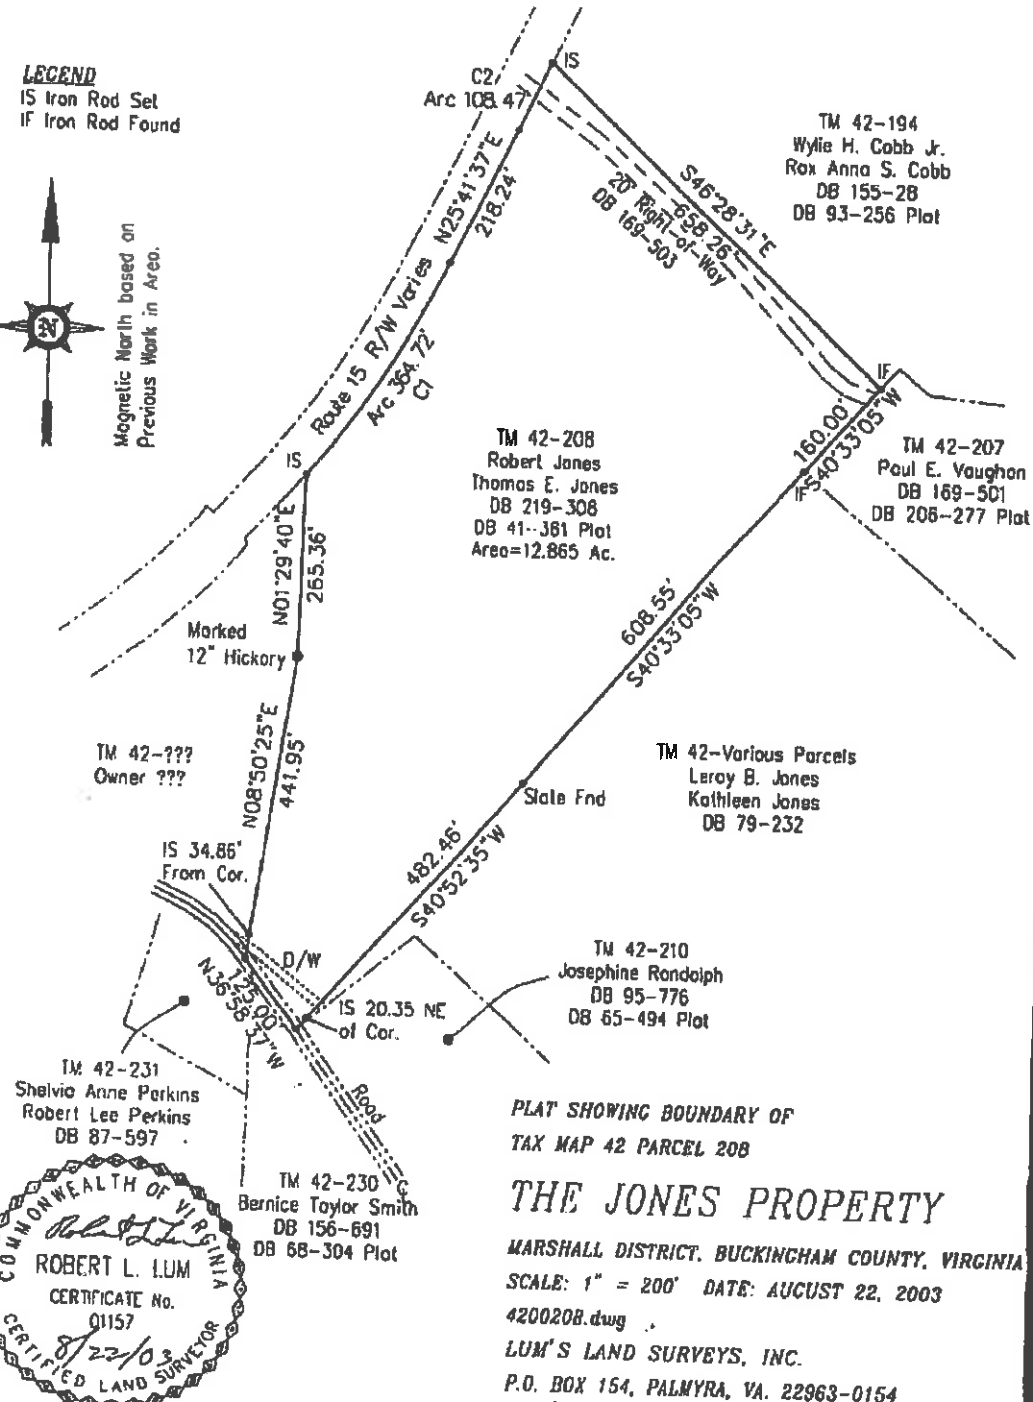 LEGEND
IS Iron Rod Set
IF Iron Rod Found
N
Magnetic North based on
Previous Work in Area.
C2
Arc 108.47'
IS
N25°41'37"E
218.24'
Route 15 R/W Varies
Arc 364.72'
C1
IS
S46°28'31"E
658.26'
20' Right-of-Way
DB 169-503
TM 42-194
Wylie H. Cobb Jr.
Rox Anna S. Cobb
DB 155-28
DB 93-256 Plat
IF
160.00'
S40°33'05"W
IF
TM 42-207
Paul E. Vaughan
DB 169-501
DB 206-277 Plat
TM 42-208
Robert Jones
Thomas E. Jones
DB 219-308
DB 41-381 Plat
Area=12.865 Ac.
N01°29'40"E
265.36'
Marked
12" Hickory
608.55'
S40°33'05"W
TM 42-???
Owner ???
N08°50'25"E
441.95'
TM 42-Various Parcels
Leroy B. Jones
Kathleen Jones
DB 79-232
Slate Fnd
482.46'
S40°52'35"W
IS 34.86'
From Cor.
D/W
125.00'
N36°58'37"W
IS 20.35 NE
of Cor.
TM 42-210
Josephine Randolph
DB 95-776
DB 65-494 Plat
TM 42-231
Shelvie Anne Perkins
Robert Lee Perkins
DB 87-597
Road
TM 42-230
Bernice Taylor Smith
DB 156-691
DB 68-304 Plat
COMMONWEALTH OF VIRGINIA
Robert L. Lum
ROBERT L. LUM
CERTIFICATE No.
01157
8/22/03
CERTIFIED LAND SURVEYOR
PLAT SHOWING BOUNDARY OF
TAX MAP 42 PARCEL 208
THE JONES PROPERTY
MARSHALL DISTRICT. BUCKINGHAM COUNTY, VIRGINIA
SCALE: 1" = 200' DATE: AUGUST 22, 2003
4200208.dwg
LUM'S LAND SURVEYS, INC.
P.O. BOX 154, PALMYRA, VA. 22963-0154